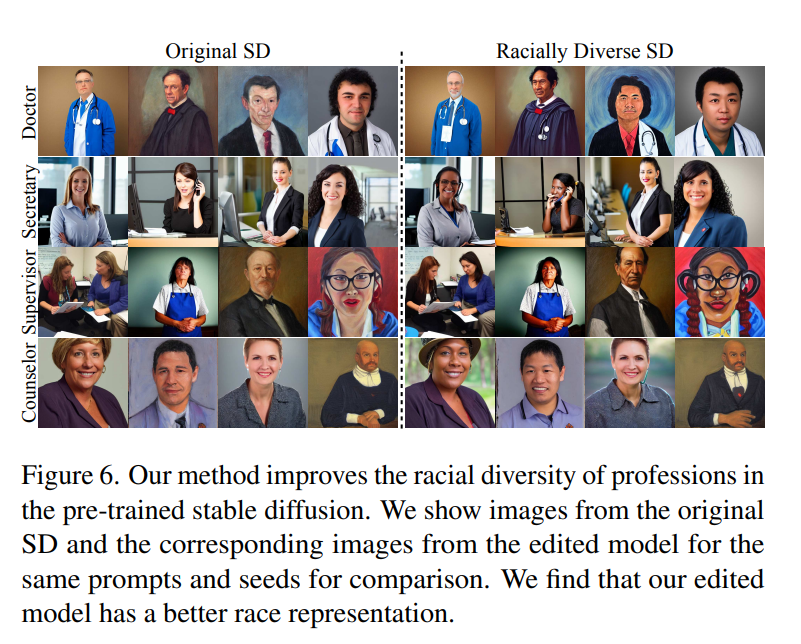 Original SD
Racially Diverse SD
Doctor
Secretary
Supervisor
Counselor
Figure 6. Our method improves the racial diversity of professions in
the pre-trained stable diffusion. We show images from the original
SD and the corresponding images from the edited model for the
same prompts and seeds for comparison. We find that our edited
model has a better race representation.